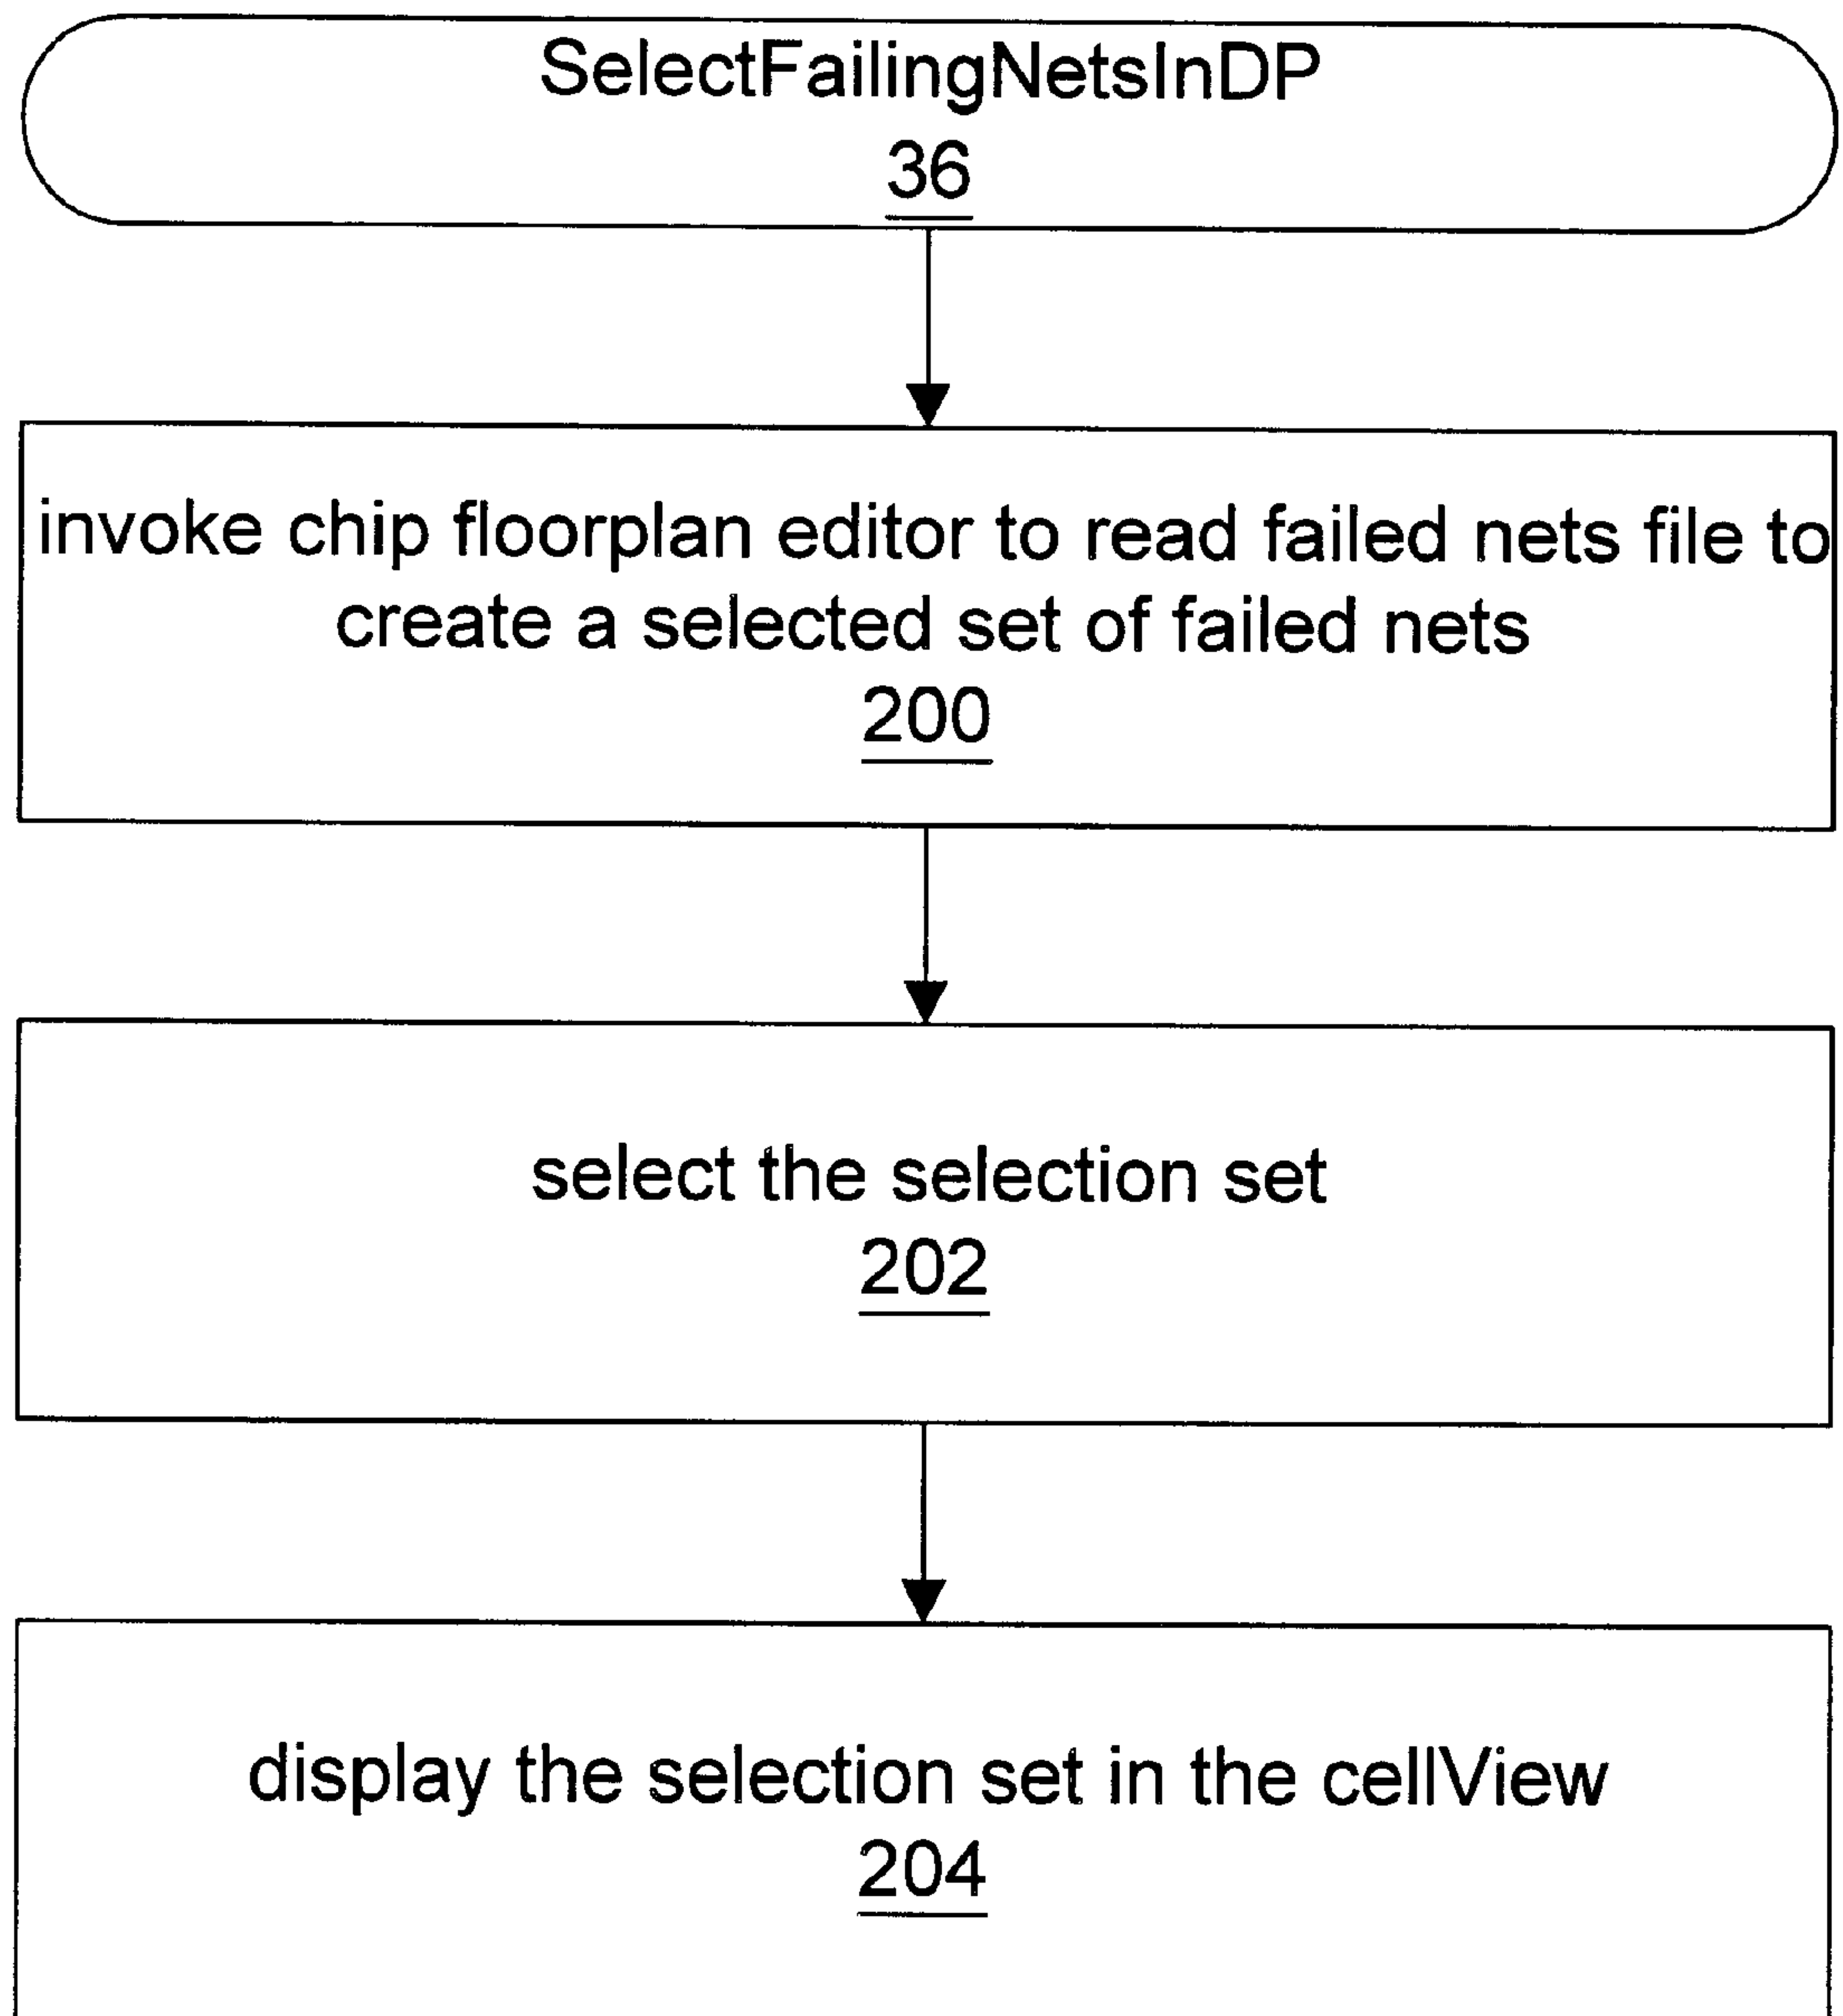 SelectFailingNetsInDP
36
invoke chip floorplan editor to read failed nets file to
create a selected set of failed nets
200
select the selection set
202
display the selection set in the cellView
204